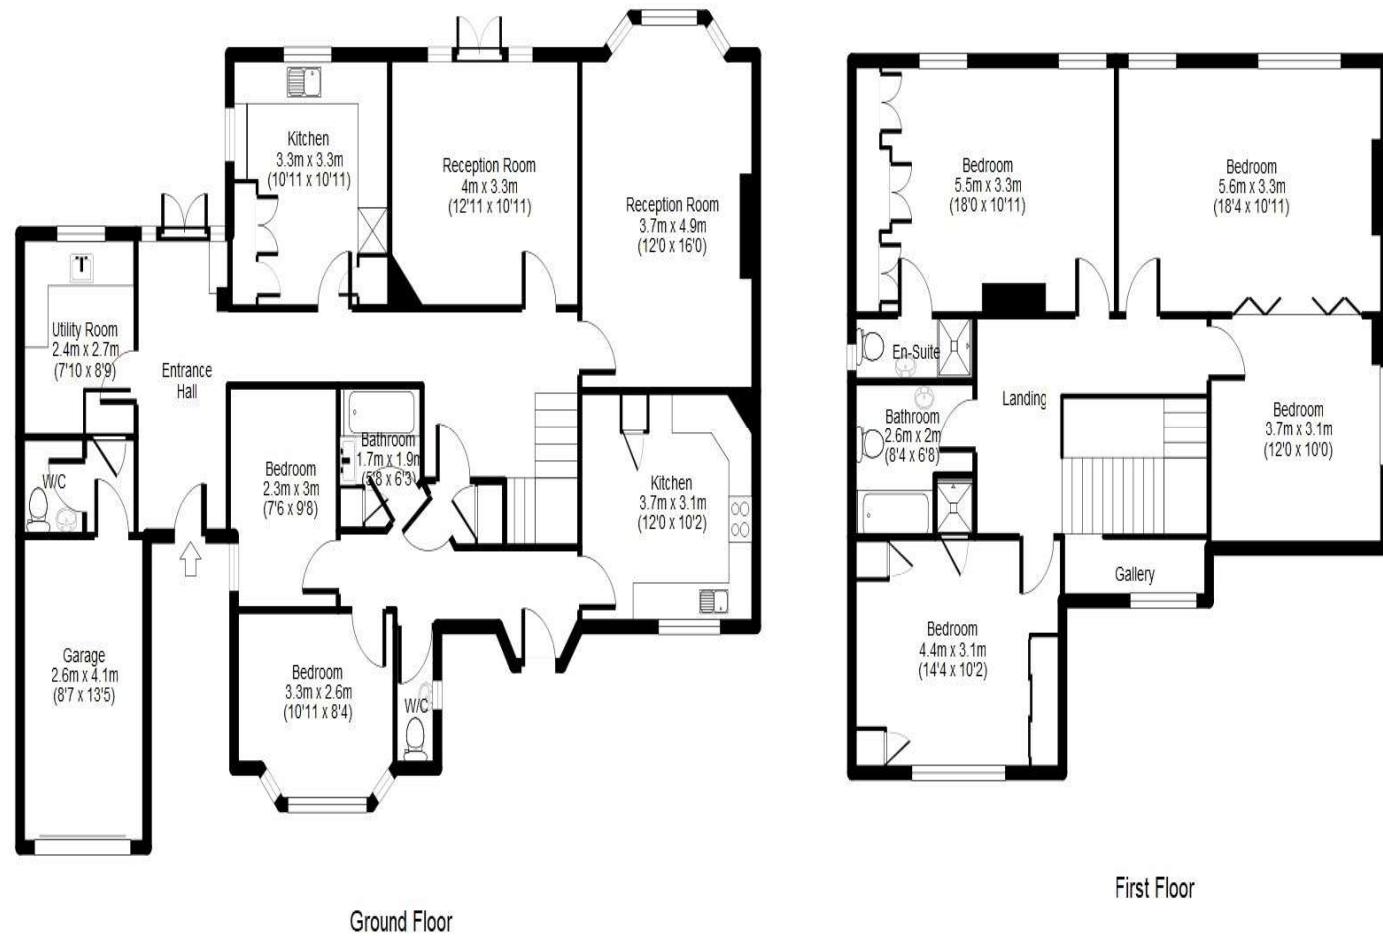 Kitchen
3.3m x 3.3m
(10'11 x 10'11)
Reception Room
4m x 3.3m
(12'11 x 10'11)
Reception Room
3.7m x 4.9m
(12'0 x 16'0)
Utility Room
2.4m x 2.7m
(7'10 x 8'9)
Entrance
Hall
W/C
Bedroom
2.3m x 3m
(7'6 x 9'8)
Bathroom
1.7m x 1.9m
(5'8 x 6'3)
Kitchen
3.7m x 3.1m
(12'0 x 10'2)
Garage
2.6m x 4.1m
(8'7 x 13'5)
Bedroom
3.3m x 2.6m
(10'11 x 8'4)
W/C
Ground Floor
Bedroom
5.5m x 3.3m
(18'0 x 10'11)
Bedroom
5.6m x 3.3m
(18'4 x 10'11)
En-Suite
Bathroom
2.6m x 2m
(8'4 x 6'8)
Landing
Bedroom
3.7m x 3.1m
(12'0 x 10'0)
Gallery
Bedroom
4.4m x 3.1m
(14'4 x 10'2)
First Floor